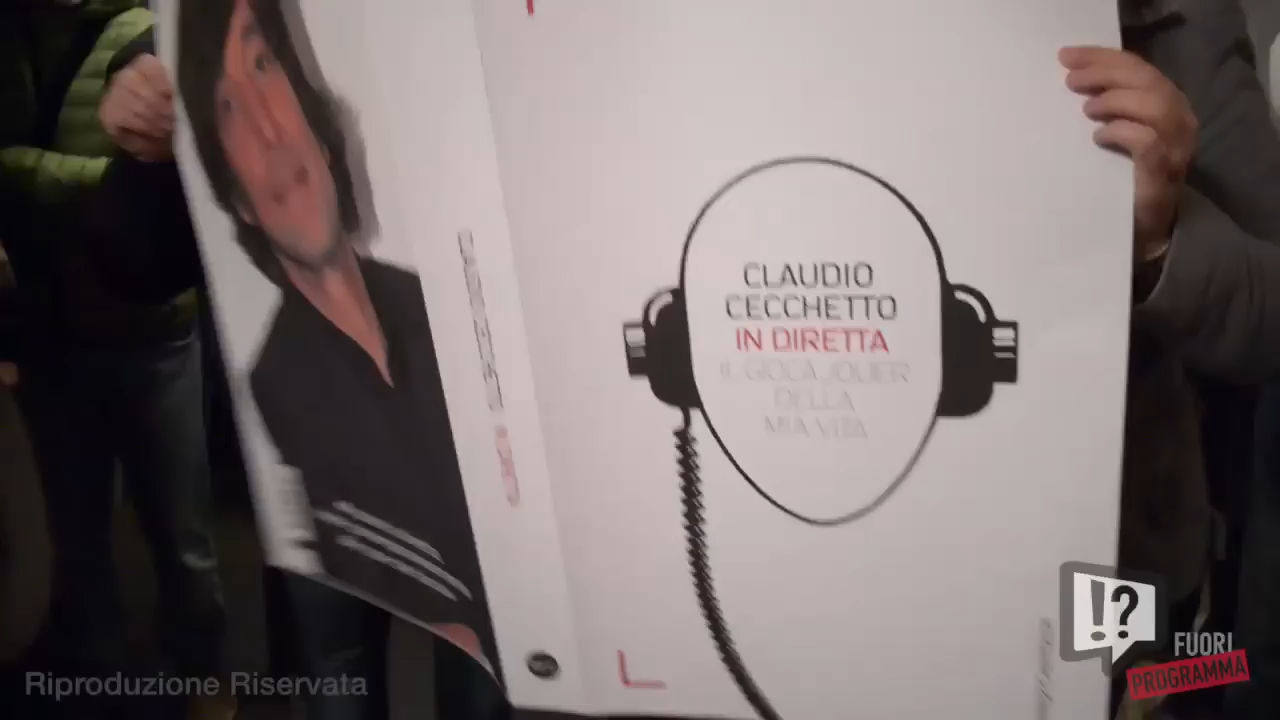 CLAUDIO
CECCHETTO
IN DIRETTA
IL GIOCA JOUER
DELLA
MIA VITA
!?
FUORI
PROGRAMMA
Riproduzione Riservata